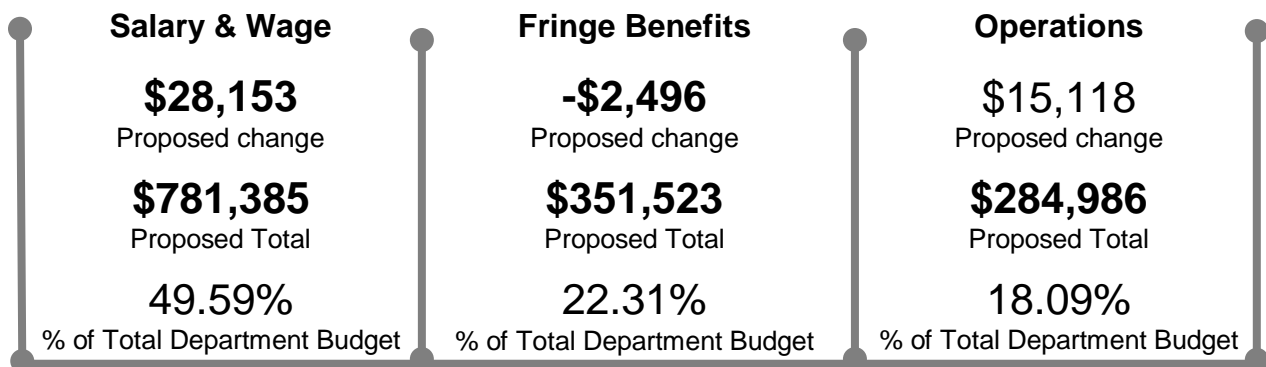 Salary & Wage
$28,153
Proposed change
$781,385
Proposed Total
49.59%
% of Total Department Budget
Fringe Benefits
-$2,496
Proposed change
$351,523
Proposed Total
22.31%
% of Total Department Budget
Operations
$15,118
Proposed change
$284,986
Proposed Total
18.09%
% of Total Department Budget